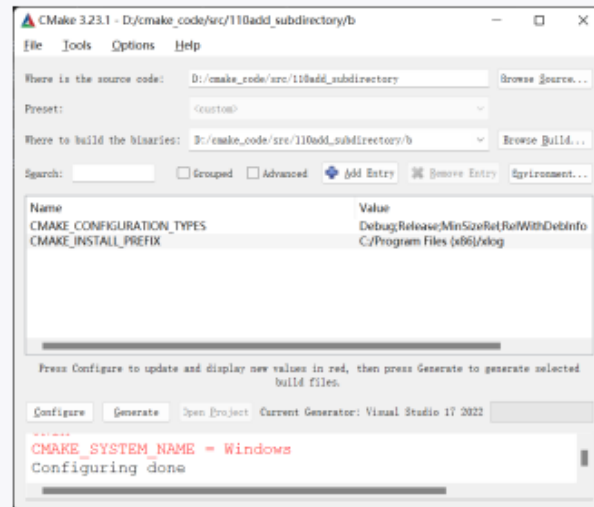 CMake 3.23.1 - D:/cmake_code/src/110add_subdirectory/b
File Tools Options Help
Where is the source code: D:/cmake_code/src/110add_subdirectory Browse Source...
Preset: <custom>
Where to build the binaries: D:/cmake_code/src/110add_subdirectory/b Browse Build...
Search: Grouped Advanced Add Entry Remove Entry Environment...
Name Value
CMAKE_CONFIGURATION_TYPES Debug;Release;MinSizeRel;RelWithDebInfo
CMAKE_INSTALL_PREFIX C:/Program Files (x86)/xlog
Press Configure to update and display new values in red, then press Generate to generate selected
build files.
Configure Generate Open Project Current Generator: Visual Studio 17 2022
CMAKE_SYSTEM_NAME = Windows
Configuring done